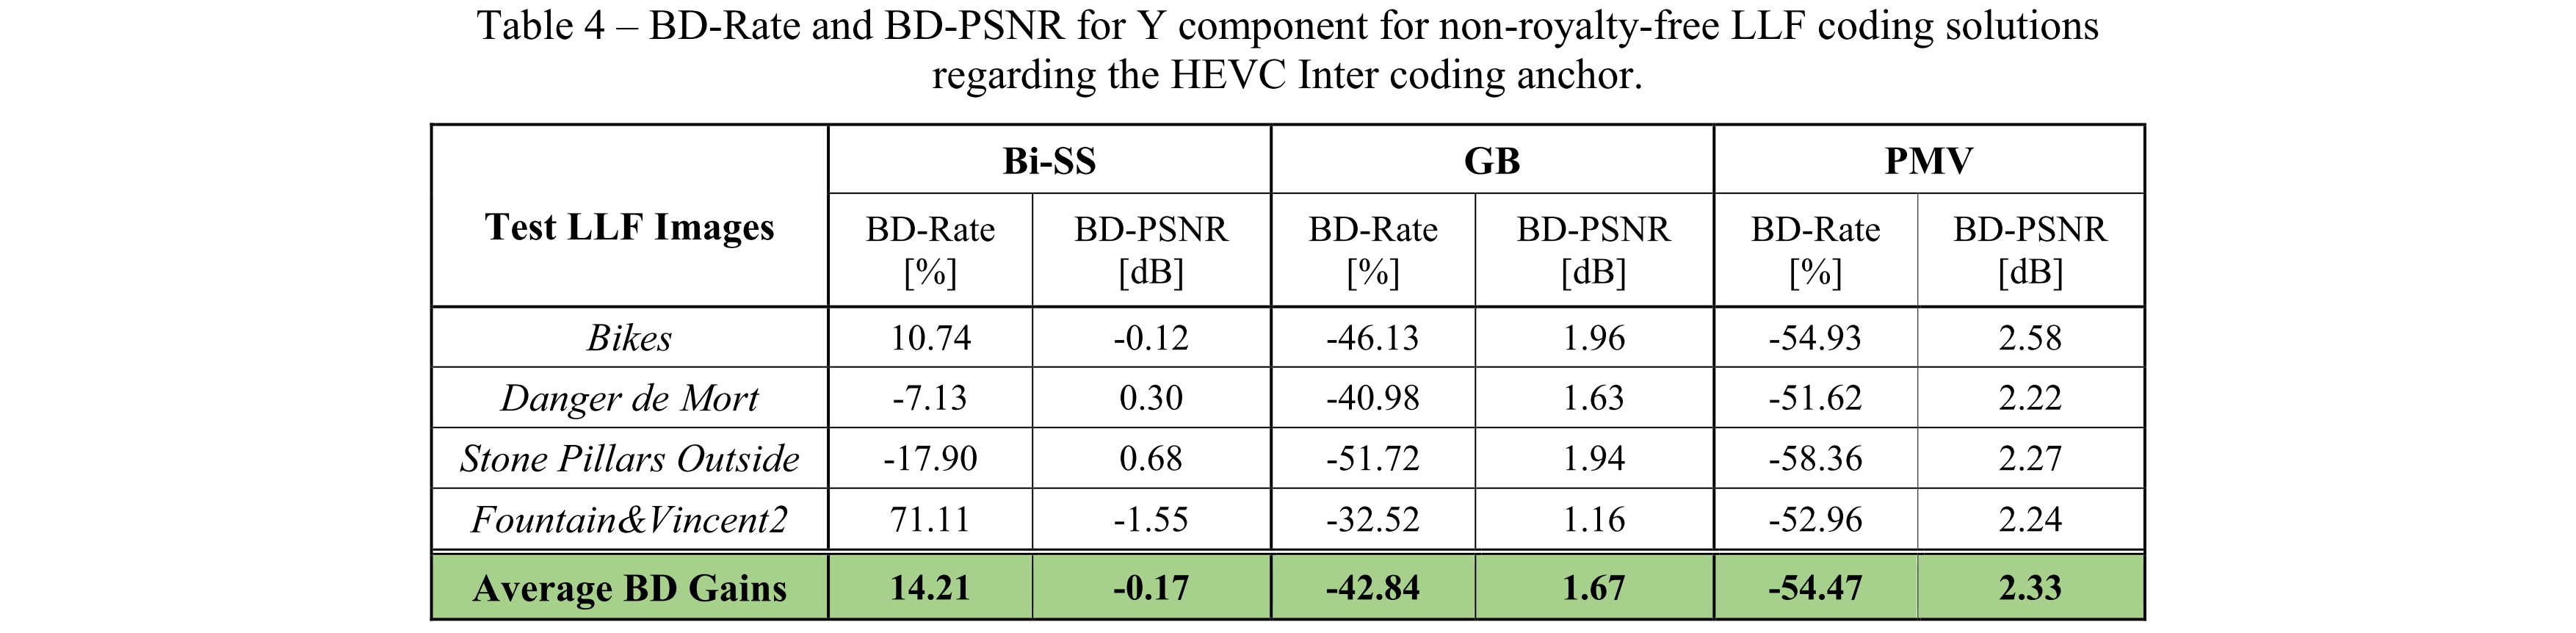 Table 4 – BD-Rate and BD-PSNR for Y component for non-royalty-free LLF coding solutions
regarding the HEVC Inter coding anchor.
Test LLF Images Bi-SS GB PMV
BD-Rate [%] BD-PSNR [dB] BD-Rate [%] BD-PSNR [dB] BD-Rate [%] BD-PSNR [dB]
Bikes 10.74 -0.12 -46.13 1.96 -54.93 2.58
Danger de Mort -7.13 0.30 -40.98 1.63 -51.62 2.22
Stone Pillars Outside -17.90 0.68 -51.72 1.94 -58.36 2.27
Fountain&Vincent2 71.11 -1.55 -32.52 1.16 -52.96 2.24
Average BD Gains 14.21 -0.17 -42.84 1.67 -54.47 2.33